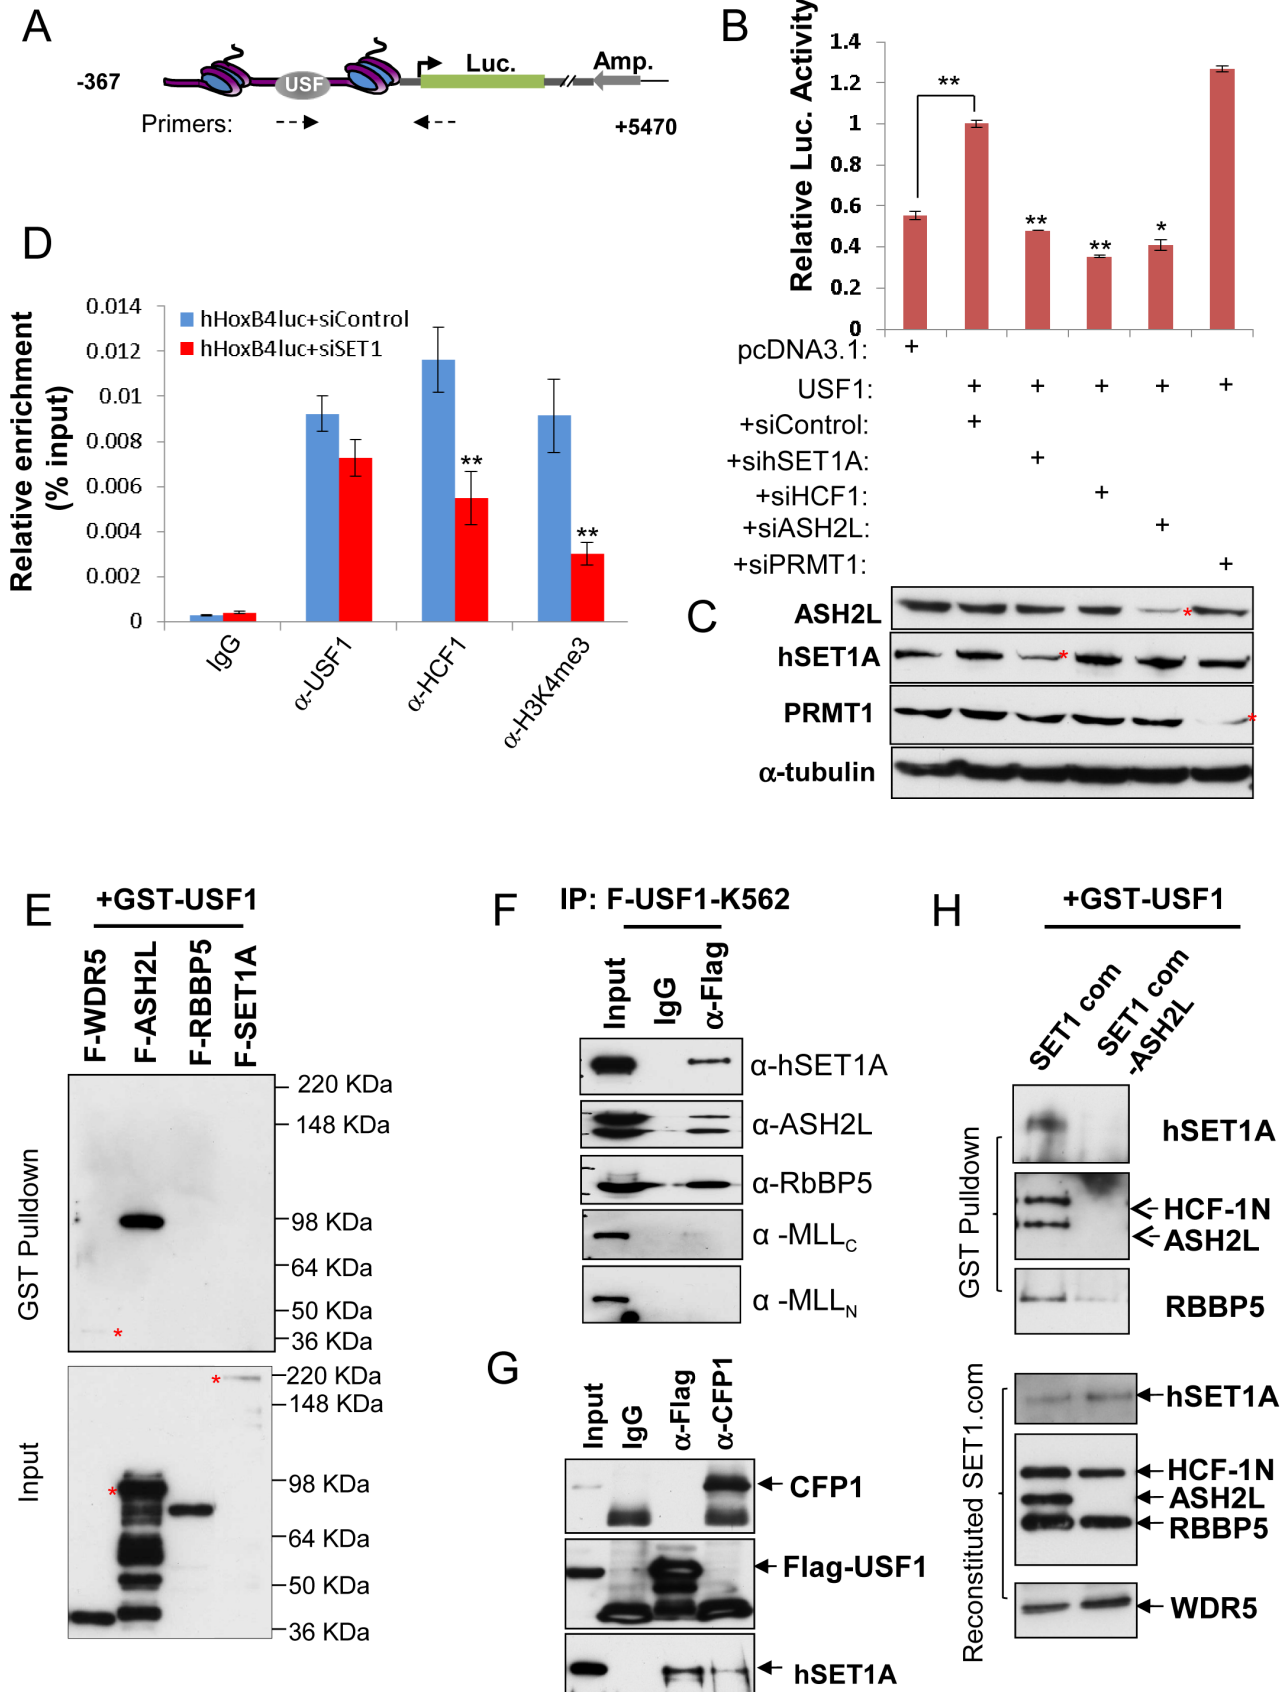 A
-367
USF
Luc.
Amp.
Primers:
+5470
B
Relative Luc. Activity
1.4
1.2
1
0.8
0.6
0.4
0.2
0
**
**
**
*
pcDNA3.1: +
USF1: + + + + +
+siControl: +
+sihSET1A: +
+siHCF1: +
+siASH2L: +
+siPRMT1: +
C
ASH2L *
hSET1A *
PRMT1 *
α-tubulin
D
Relative enrichment
(% input)
0.014
0.012
0.01
0.008
0.006
0.004
0.002
0
hHoxB4luc+siControl
hHoxB4luc+siSET1
**
**
IgG
α-USF1
α-HCF1
α-H3K4me3
E
+GST-USF1
F-WDR5
F-ASH2L
F-RBBP5
F-SET1A
GST Pulldown
220 KDa
148 KDa
98 KDa
64 KDa
50 KDa
36 KDa
*
Input
220 KDa
148 KDa
98 KDa
64 KDa
50 KDa
36 KDa
*
*
F
IP: F-USF1-K562
Input
IgG
α-Flag
α-hSET1A
α-ASH2L
α-RbBP5
α -MLLC
α -MLLN
G
Input
IgG
α-Flag
α-CFP1
CFP1
Flag-USF1
hSET1A
H
+GST-USF1
SET1 com
SET1 com
-ASH2L
GST Pulldown
hSET1A
HCF-1N
ASH2L
RBBP5
Reconstituted SET1.com
hSET1A
HCF-1N
ASH2L
RBBP5
WDR5